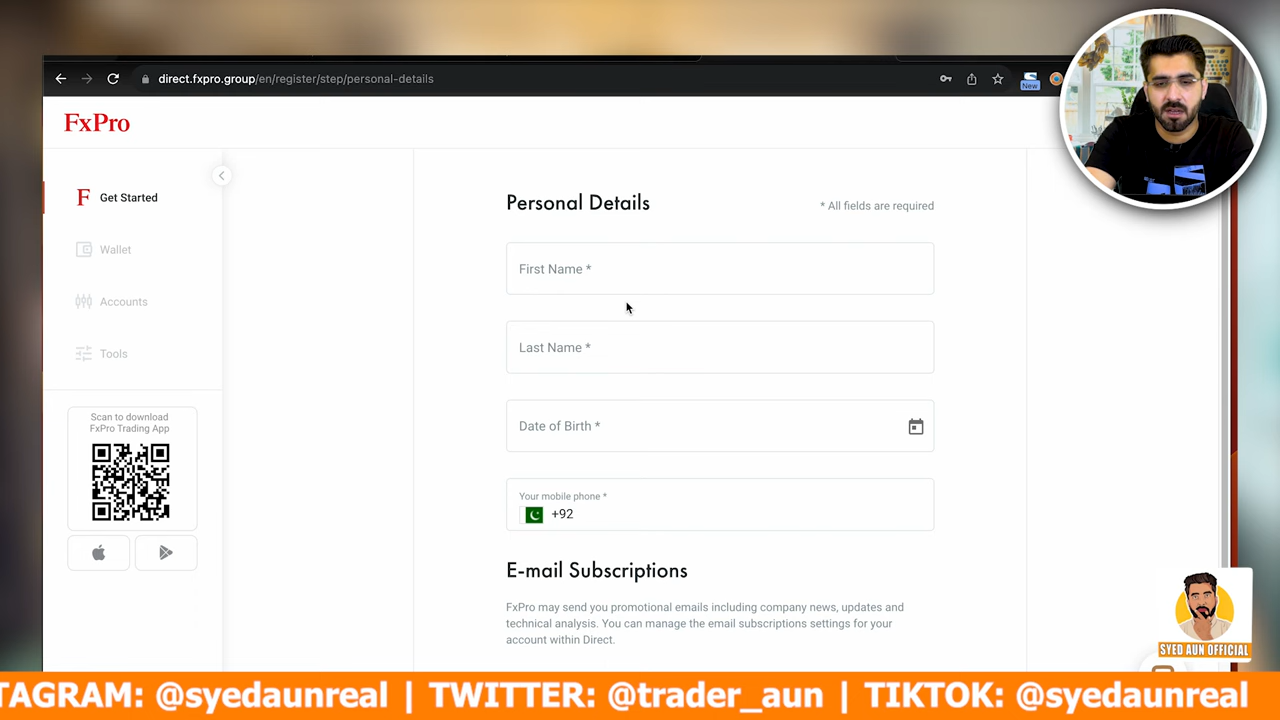 direct.fxpro.group/en/register/step/personal-details
New
FxPro
Get Started
Wallet
Accounts
Tools
Scan to download
FxPro Trading App
Personal Details
* All fields are required
First Name *
Last Name *
Date of Birth *
Your mobile phone *
+92
E-mail Subscriptions
FxPro may send you promotional emails including company news, updates and
technical analysis. You can manage the email subscriptions settings for your
account within Direct.
SYED AUN OFFICIAL
TAGRAM: @syedaunreal | TWITTER: @trader_aun | TIKTOK: @syedaunreal